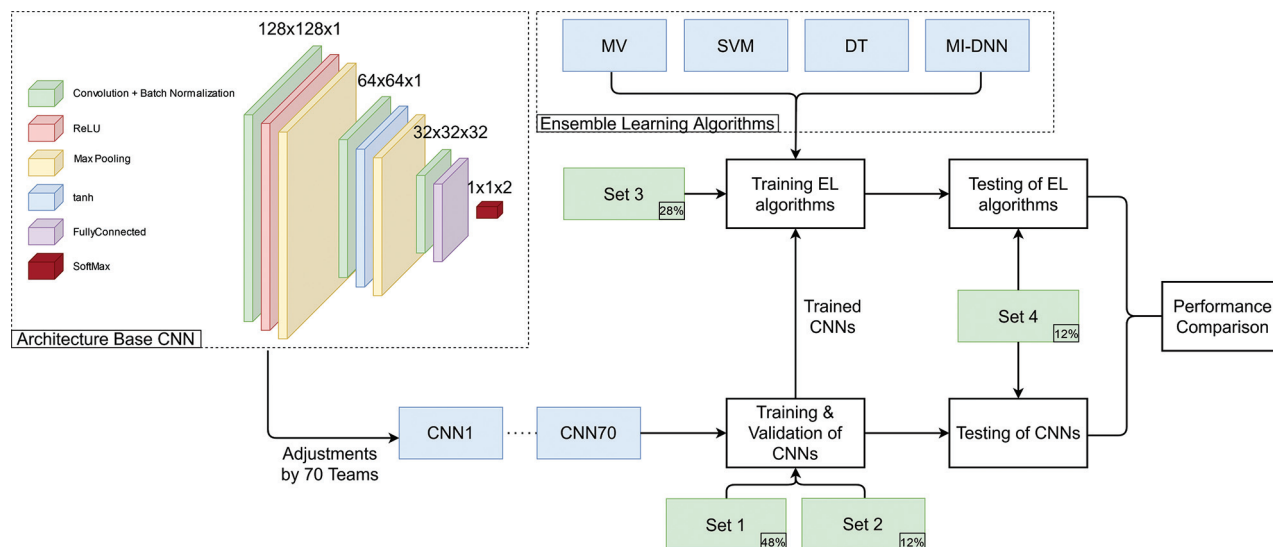 128x128x1
64x64x1
32x32x32
1x1x2
Convolution + Batch Normalization
ReLU
Max Pooling
tanh
FullyConnected
SoftMax
Architecture Base CNN
MV
SVM
DT
MI-DNN
Ensemble Learning Algorithms
Set 3
28%
Training EL
algorithms
Testing of EL
algorithms
Trained
CNNs
Set 4
12%
Performance
Comparison
Adjustments
by 70 Teams
CNN1
CNN70
Training &
Validation of
CNNs
Testing of CNNs
Set 1
48%
Set 2
12%